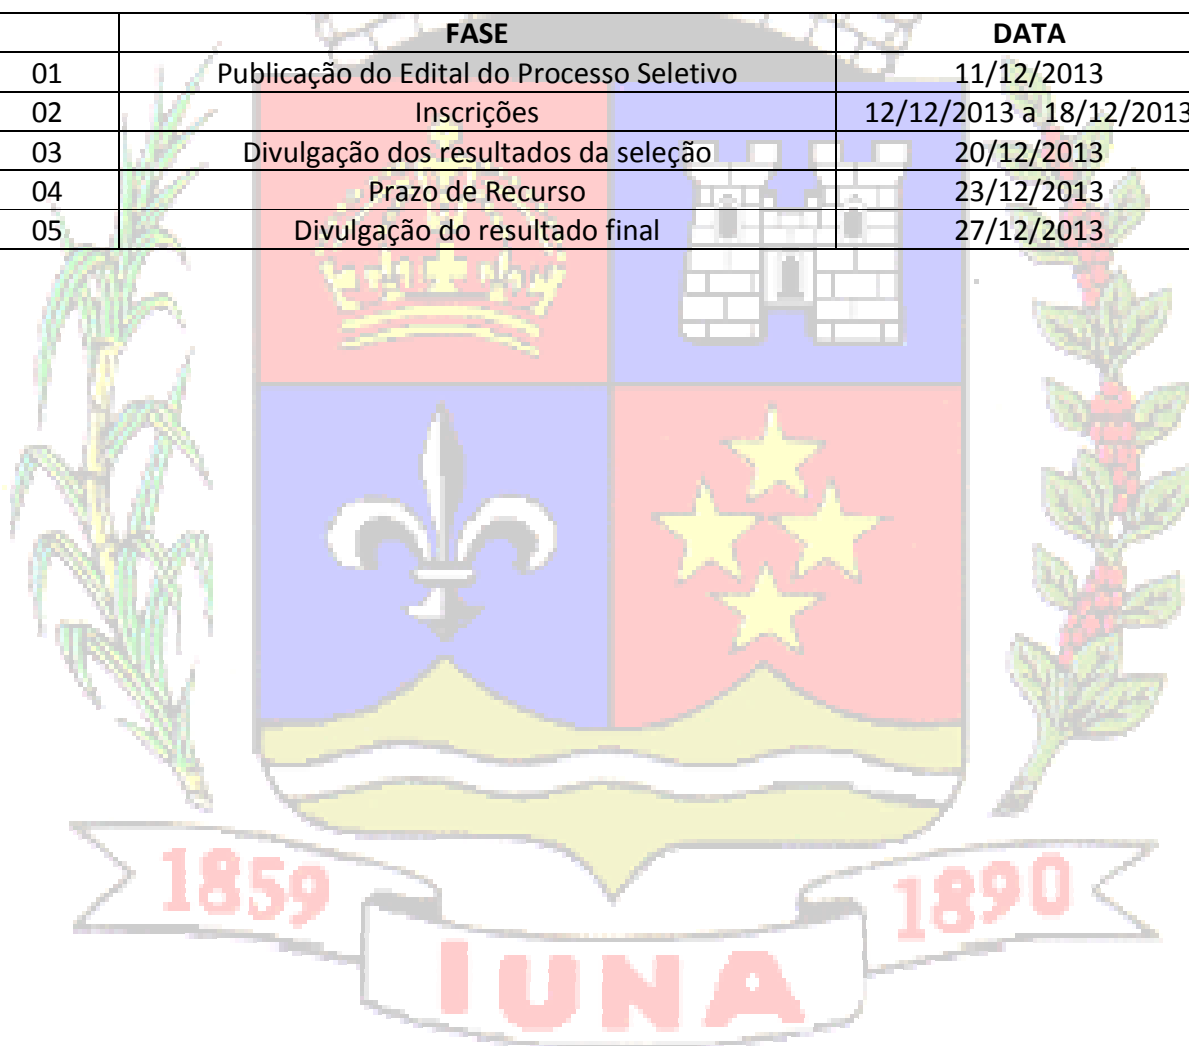 FASE DATA
01 Publicação do Edital do Processo Seletivo 11/12/2013
02 Inscrições 12/12/2013 a 18/12/2013
03 Divulgação dos resultados da seleção 20/12/2013
04 Prazo de Recurso 23/12/2013
05 Divulgação do resultado final 27/12/2013
1859 1890
IUNA